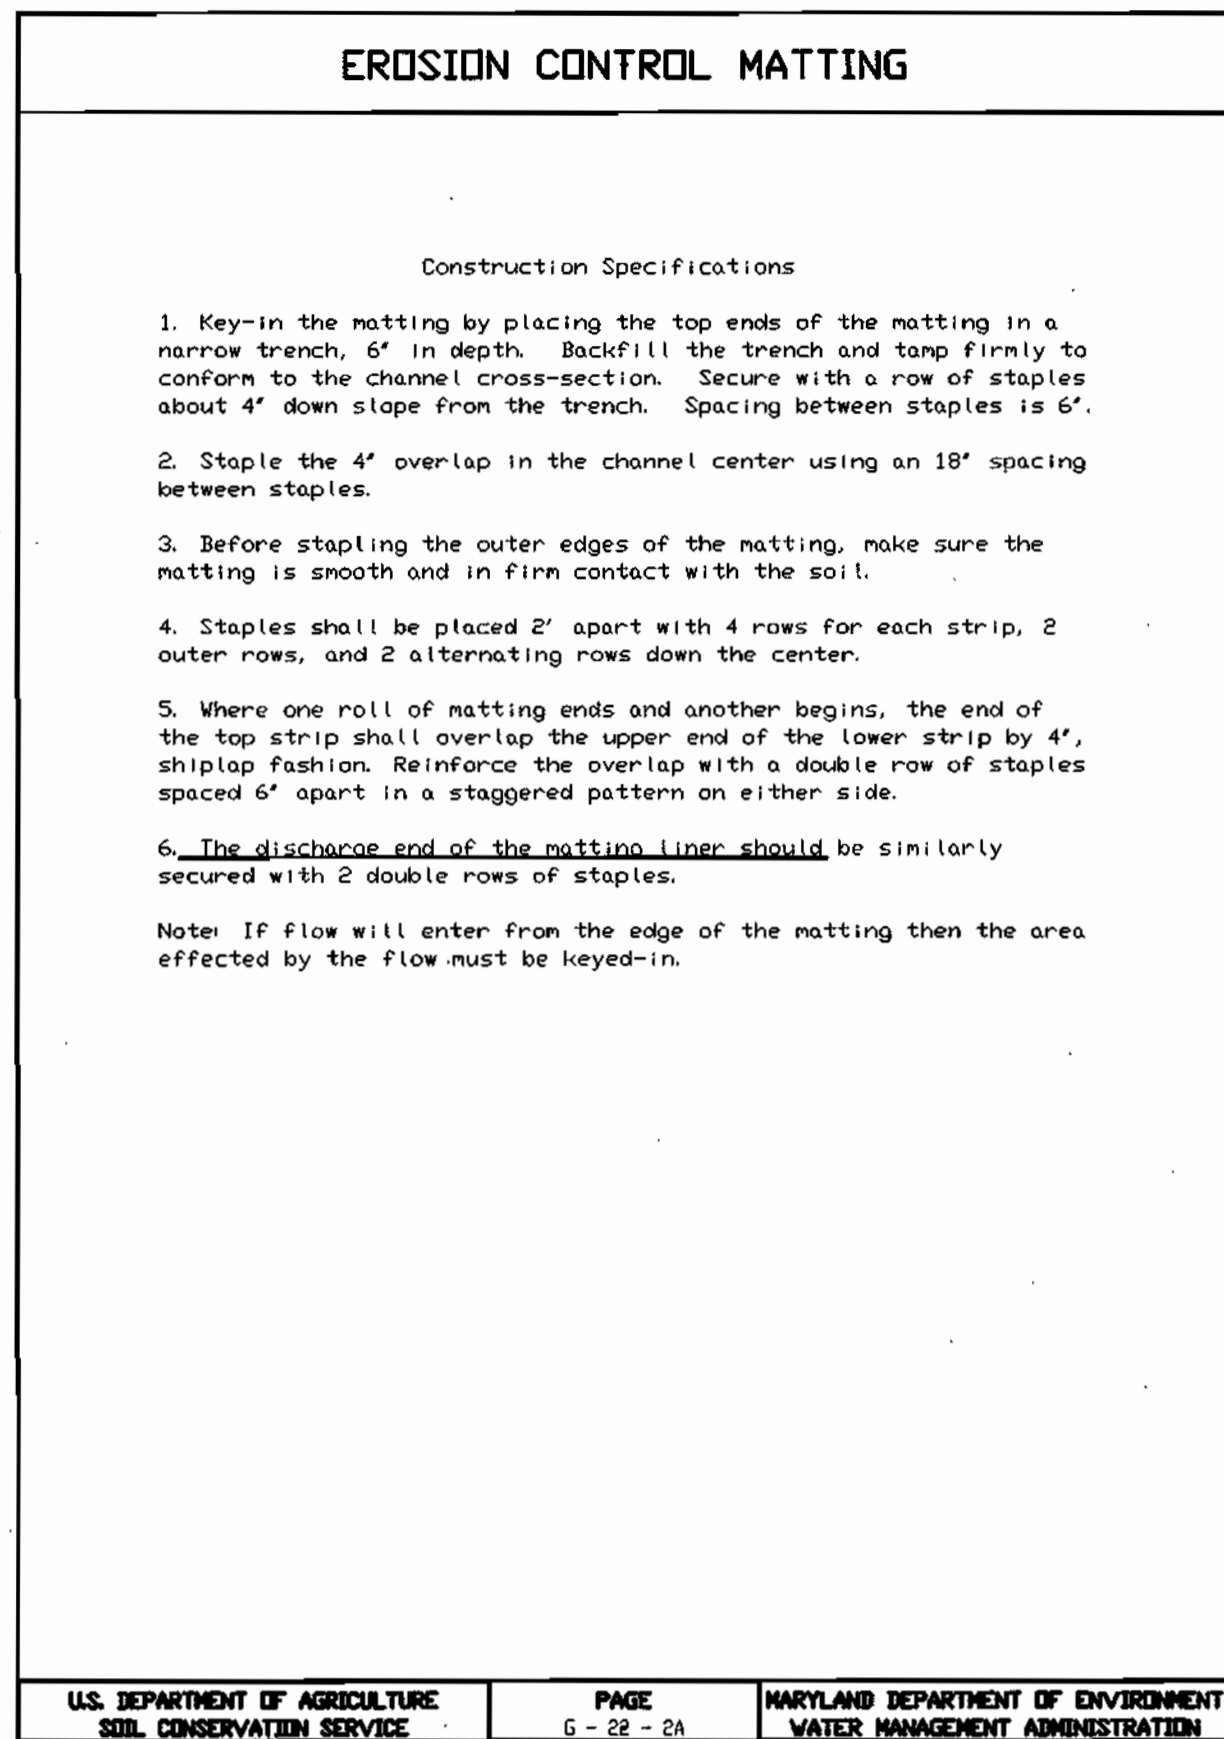 EROSION CONTROL MATTING
Construction Specifications
1. Key-in the matting by placing the top ends of the matting in a
narrow trench, 6" in depth. Backfill the trench and tamp firmly to
conform to the channel cross-section. Secure with a row of staples
about 4" down slope from the trench. Spacing between staples is 6".
2. Staple the 4" overlap in the channel center using an 18" spacing
between staples.
3. Before stapling the outer edges of the matting, make sure the
matting is smooth and in firm contact with the soil.
4. Staples shall be placed 2' apart with 4 rows for each strip, 2
outer rows, and 2 alternating rows down the center.
5. Where one roll of matting ends and another begins, the end of
the top strip shall overlap the upper end of the lower strip by 4",
shiplap fashion. Reinforce the overlap with a double row of staples
spaced 6" apart in a staggered pattern on either side.
6. The discharge end of the matting liner should be similarly
secured with 2 double rows of staples.
Note: If flow will enter from the edge of the matting then the area
effected by the flow must be keyed-in.
U.S. DEPARTMENT OF AGRICULTURE
SOIL CONSERVATION SERVICE
PAGE
G - 22 - 2A
MARYLAND DEPARTMENT OF ENVIRONMENT
WATER MANAGEMENT ADMINISTRATION